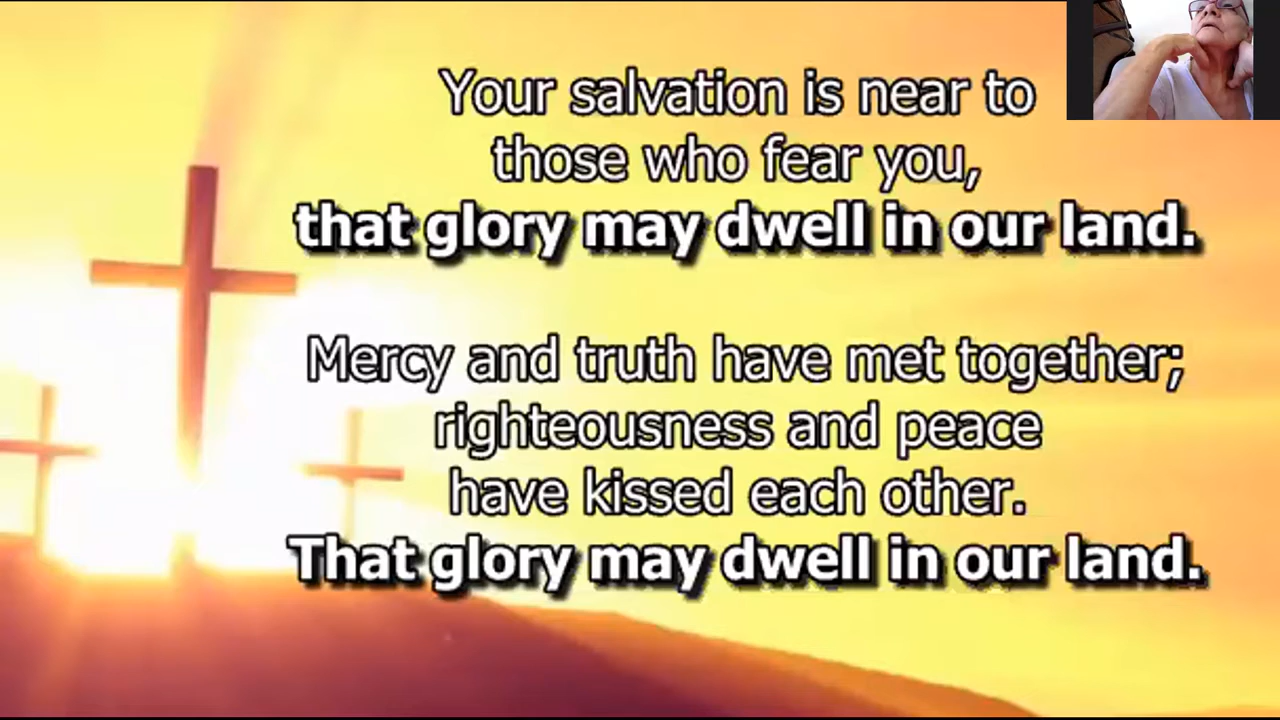 Your salvation is near to
those who fear you,
that glory may dwell in our land.
Mercy and truth have met together;
righteousness and peace
have kissed each other.
That glory may dwell in our land.